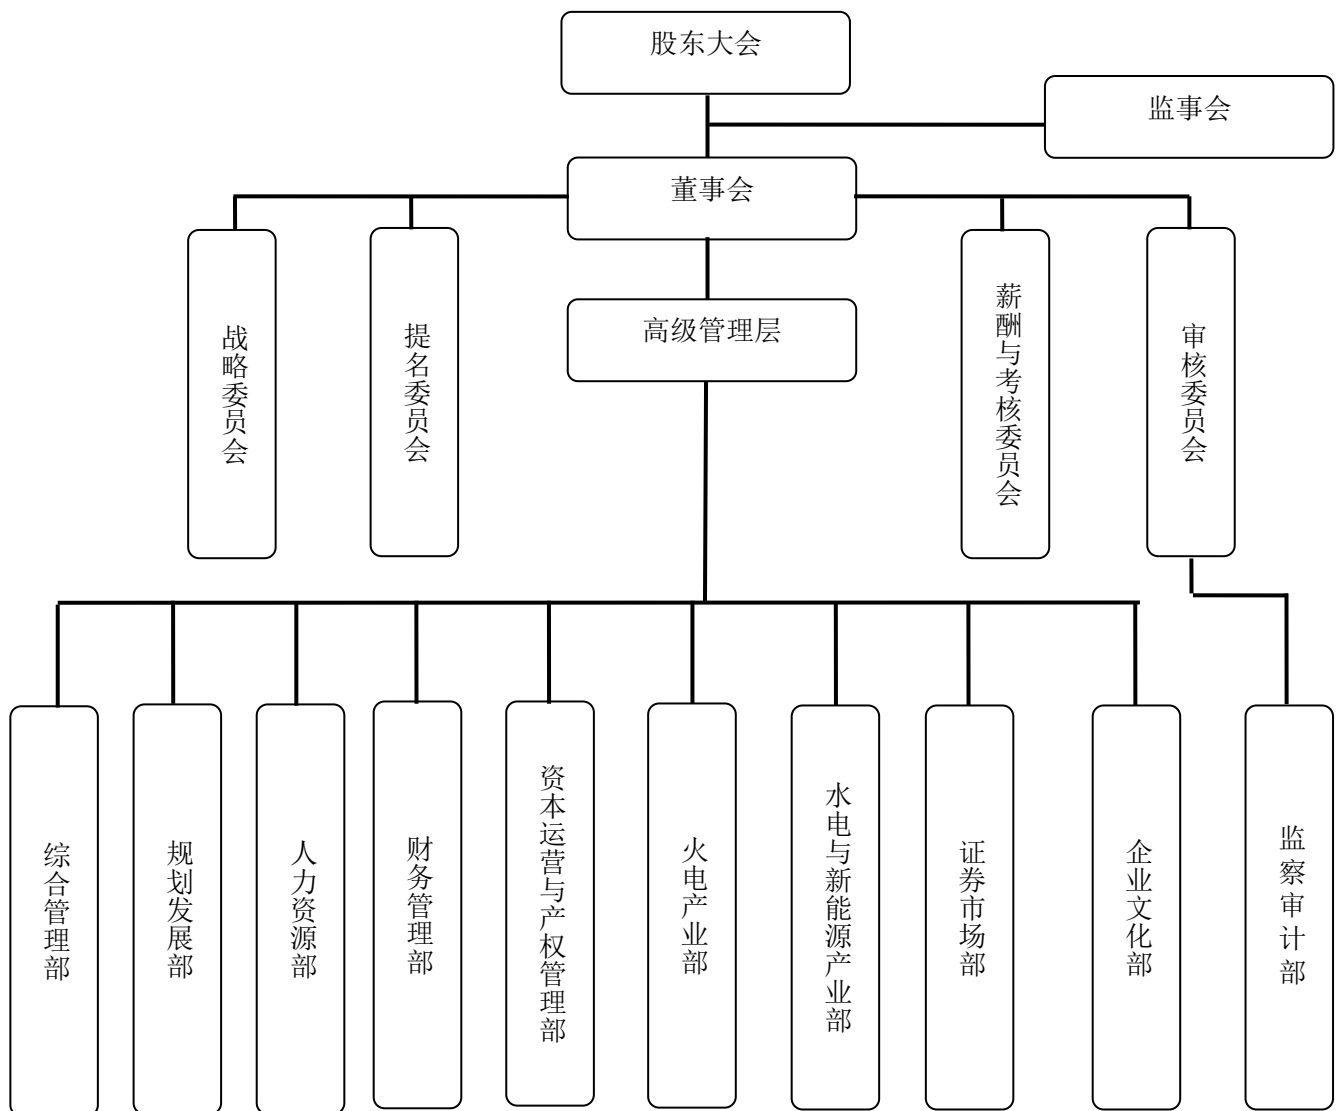 股东大会
监事会
董事会
高级管理层
战略委员会
提名委员会
薪酬与考核委员会
审核委员会
综合管理部
规划发展部
人力资源部
财务管理部
资本运营与产权管理部
火电产业部
水电与新能源产业部
证券市场部
企业文化部
监察审计部